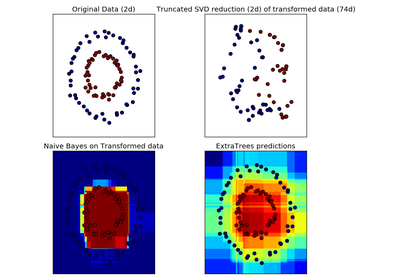 Original Data (2d)
Truncated SVD reduction (2d) of transformed data (74d)
Naive Bayes on Transformed data
ExtraTrees predictions